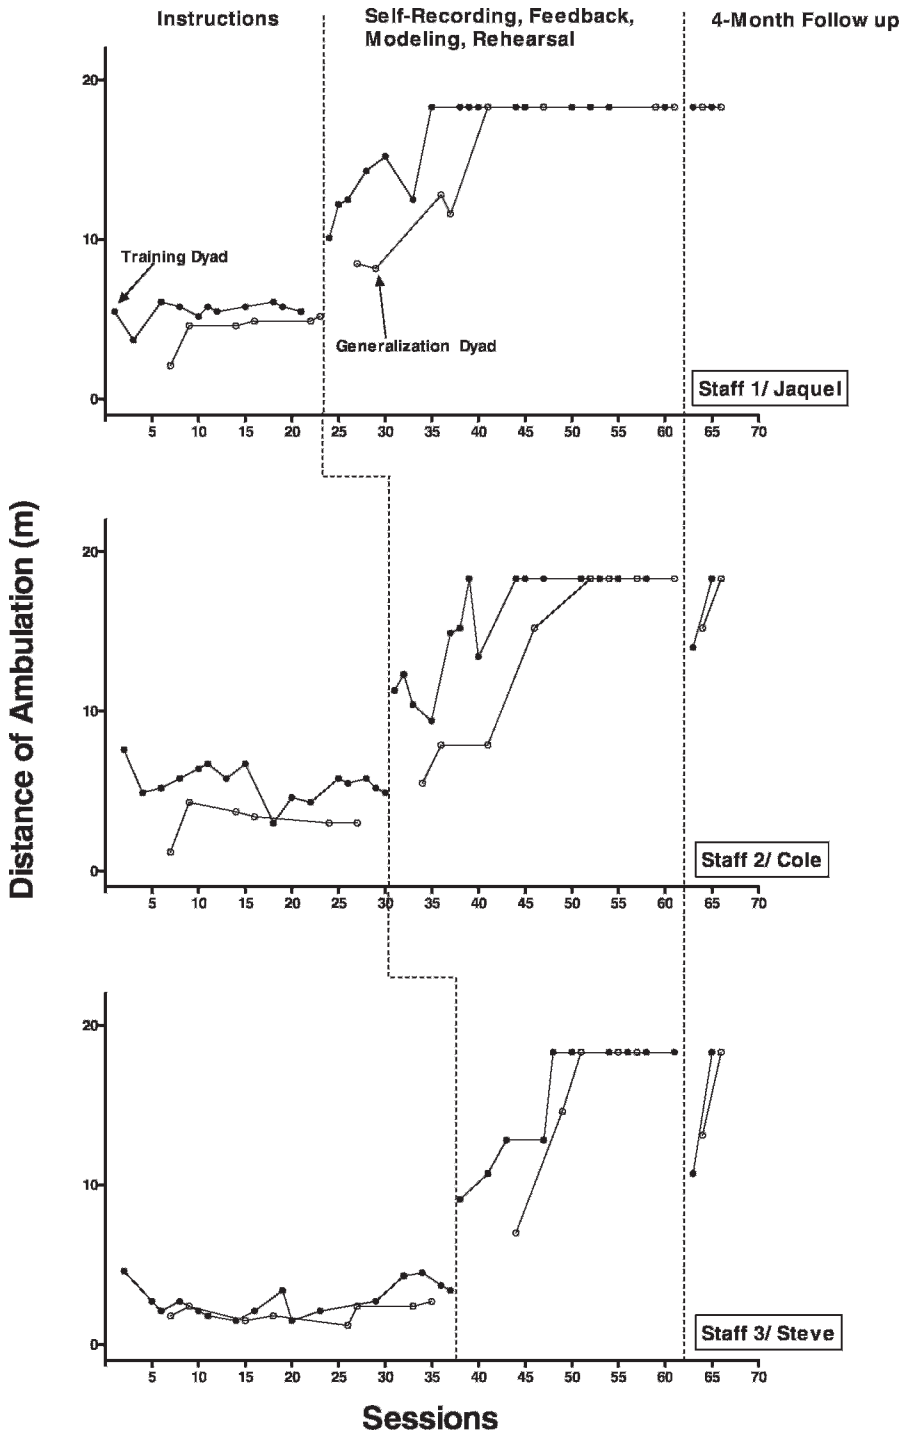 Instructions
Self-Recording, Feedback,
Modeling, Rehearsal
4-Month Follow up
20
10
0
Training Dyad
Generalization Dyad
Staff 1/ Jaquel
5 10 15 20 25 30 35 40 45 50 55 60 65 70
Distance of Ambulation (m)
20
10
0
Staff 2/ Cole
5 10 15 20 25 30 35 40 45 50 55 60 65 70
20
10
0
Staff 3/ Steve
5 10 15 20 25 30 35 40 45 50 55 60 65 70
Sessions